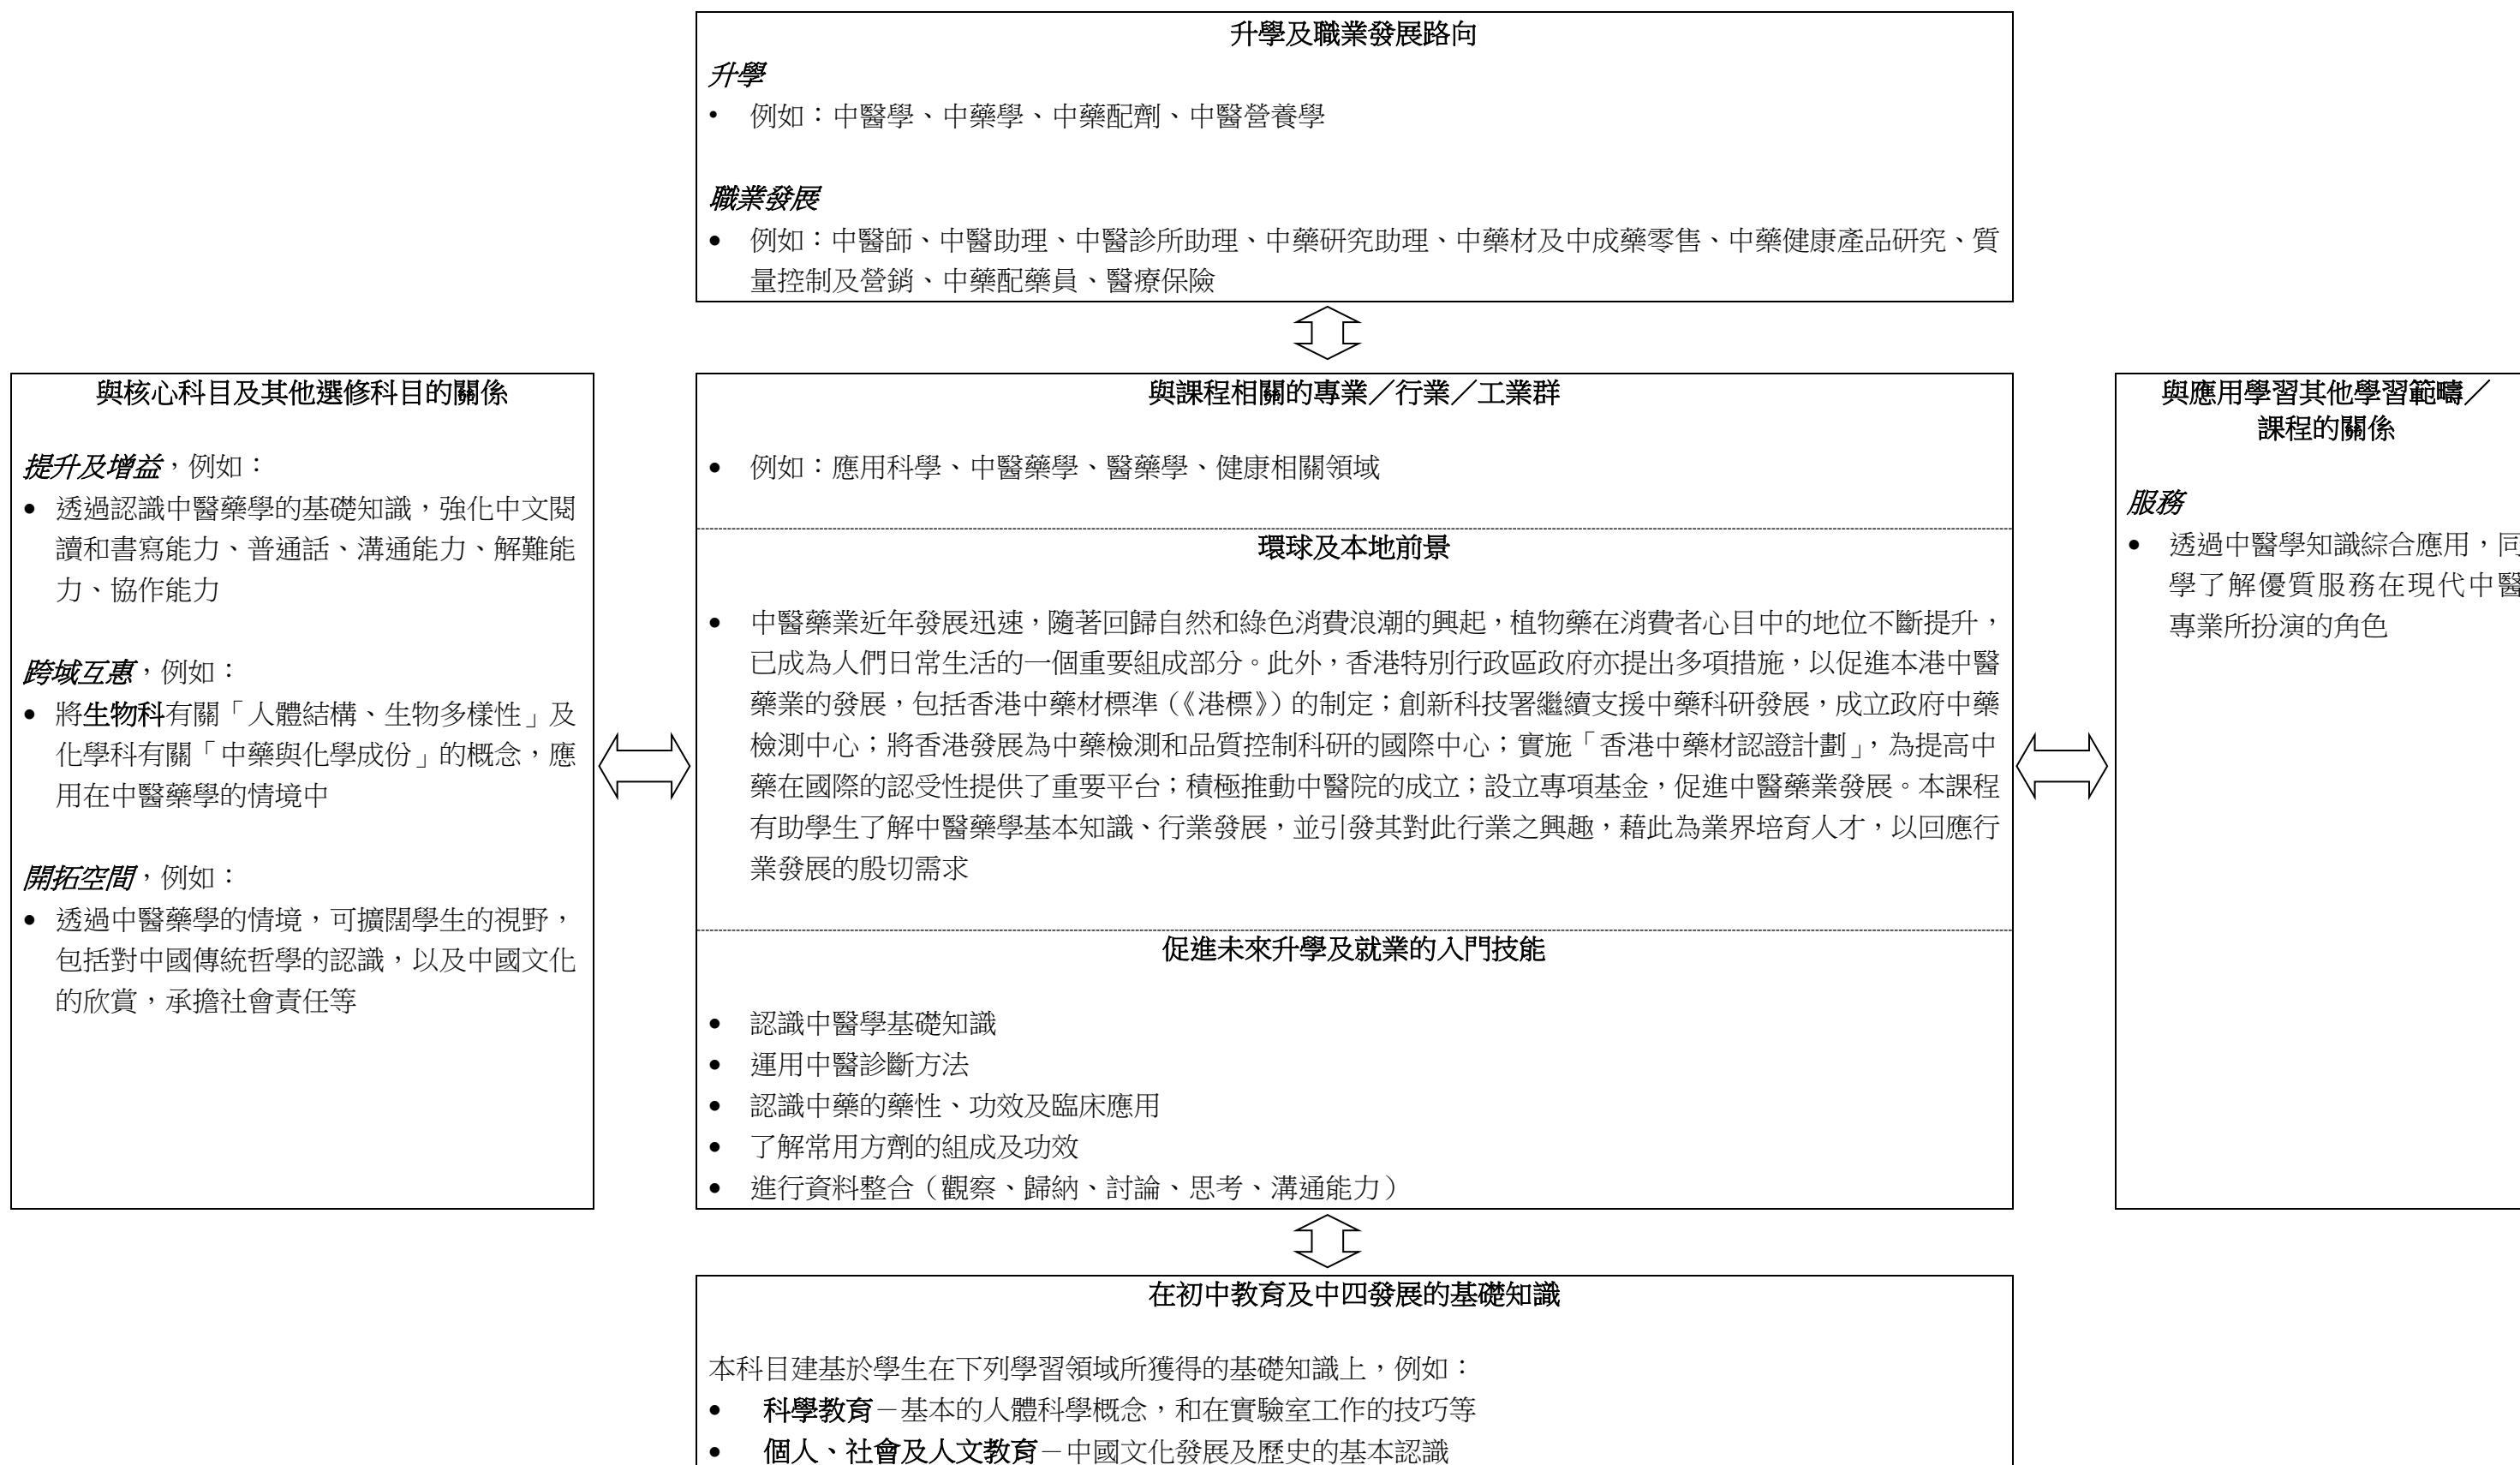 升學及職業發展路向
升學
• 例如：中醫學、中藥學、中藥配劑、中醫營養學
職業發展
• 例如：中醫師、中醫助理、中醫診所助理、中藥研究助理、中藥材及中成藥零售、中藥健康產品研究、質
量控制及營銷、中藥配藥員、醫療保險
與核心科目及其他選修科目的關係
提升及增益，例如：
• 透過認識中醫藥學的基礎知識，強化中文閱
讀和書寫能力、普通話、溝通能力、解難能
力、協作能力
跨域互惠，例如：
• 將生物科有關「人體結構、生物多樣性」及
化學科有關「中藥與化學成份」的概念，應
用在中醫藥學的情境中
開拓空間，例如：
• 透過中醫藥學的情境，可擴闊學生的視野，
包括對中國傳統哲學的認識，以及中國文化
的欣賞，承擔社會責任等
與課程相關的專業／行業／工業群
• 例如：應用科學、中醫藥學、醫藥學、健康相關領域
環球及本地前景
• 中醫藥業近年發展迅速，隨著回歸自然和綠色消費浪潮的興起，植物藥在消費者心目中的地位不斷提升，
已成為人們日常生活的一個重要組成部分。此外，香港特別行政區政府亦提出多項措施，以促進本港中醫
藥業的發展，包括香港中藥材標準（《港標》）的制定；創新科技署繼續支援中藥科研發展，成立政府中藥
檢測中心；將香港發展為中藥檢測和品質控制科研的國際中心；實施「香港中藥材認證計劃」，為提高中
藥在國際的認受性提供了重要平台；積極推動中醫院的成立；設立專項基金，促進中醫藥業發展。本課程
有助學生了解中醫藥學基本知識、行業發展，並引發其對此行業之興趣，藉此為業界培育人才，以回應行
業發展的殷切需求
促進未來升學及就業的入門技能
• 認識中醫學基礎知識
• 運用中醫診斷方法
• 認識中藥的藥性、功效及臨床應用
• 了解常用方劑的組成及功效
• 進行資料整合（觀察、歸納、討論、思考、溝通能力）
與應用學習其他學習範疇／
課程的關係
服務
• 透過中醫學知識綜合應用，同
學了解優質服務在現代中醫
專業所扮演的角色
在初中教育及中四發展的基礎知識
本科目建基於學生在下列學習領域所獲得的基礎知識上，例如：
• 科學教育－基本的人體科學概念，和在實驗室工作的技巧等
• 個人、社會及人文教育－中國文化發展及歷史的基本認識